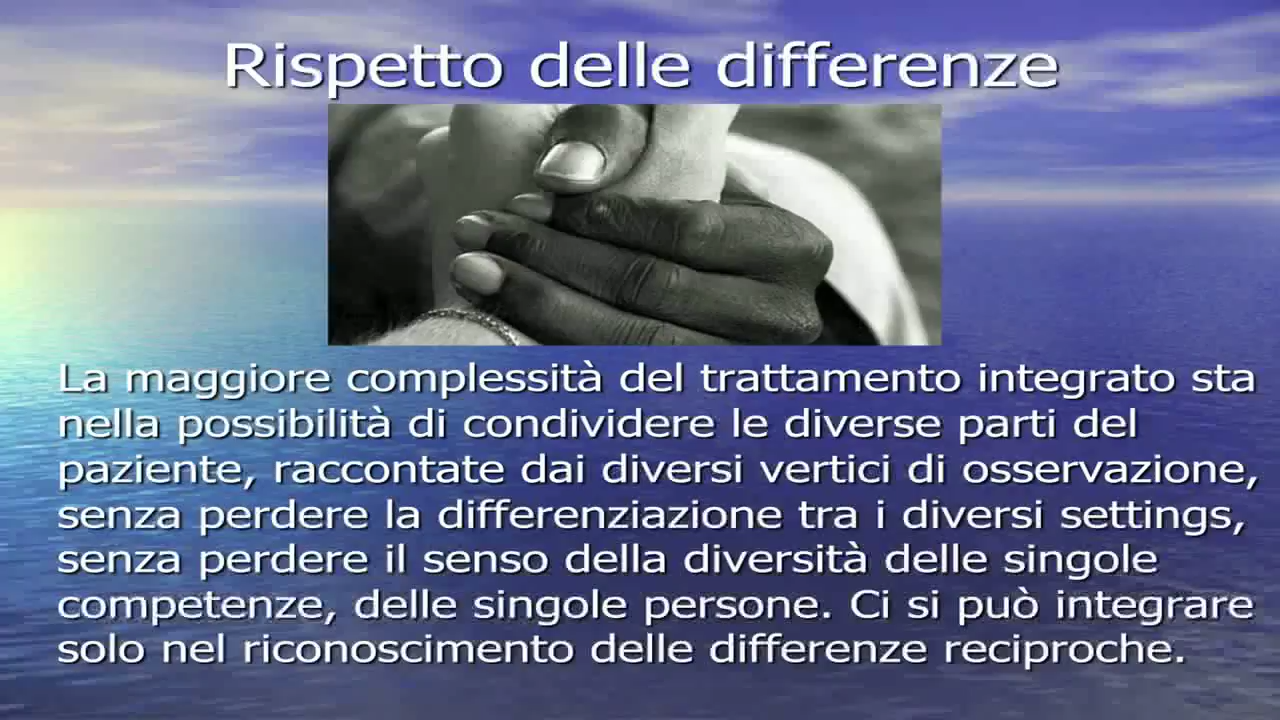 Rispetto delle differenze
La maggiore complessità del trattamento integrato sta
nella possibilità di condividere le diverse parti del
paziente, raccontate dai diversi vertici di osservazione,
senza perdere la differenziazione tra i diversi settings,
senza perdere il senso della diversità delle singole
competenze, delle singole persone. Ci si può integrare
solo nel riconoscimento delle differenze reciproche.